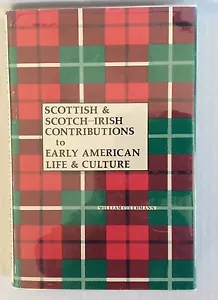 SCOTTISH &
SCOTCH-IRISH
CONTRIBUTIONS
to
EARLY AMERICAN
LIFE & CULTURE
WILLIAM C. LEHMANN